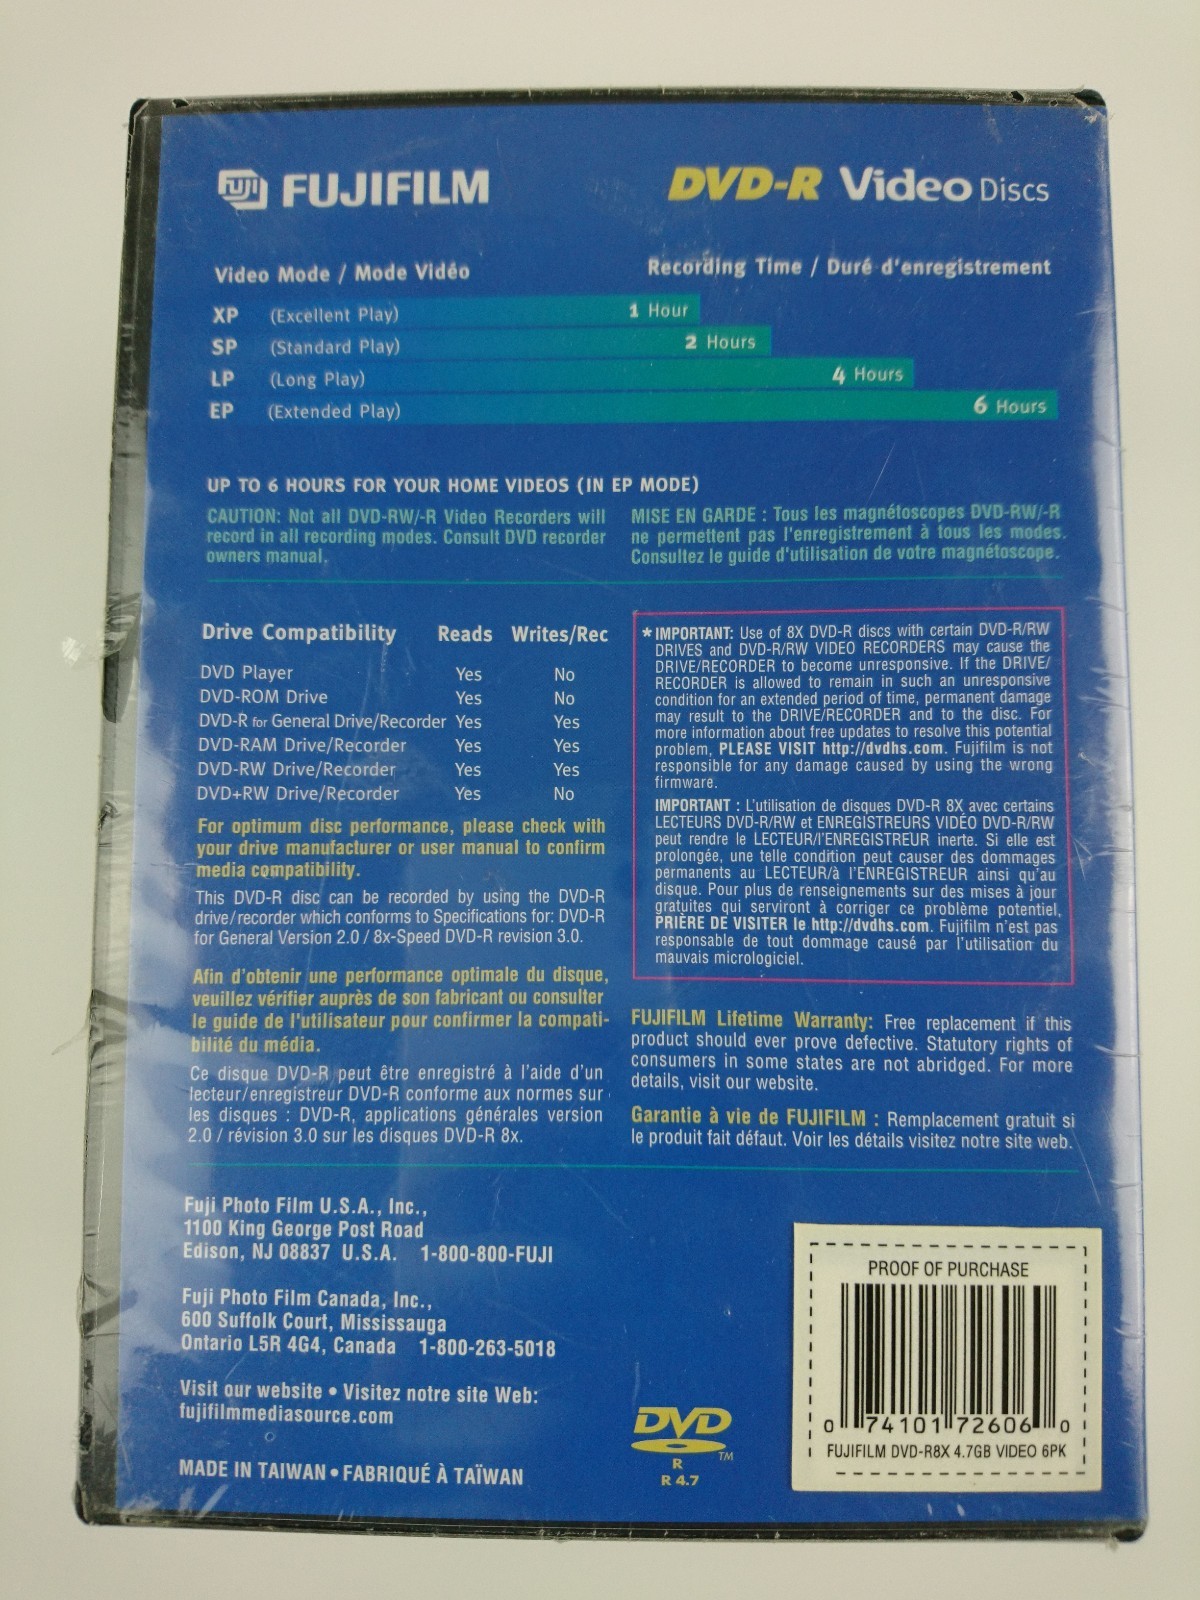 FUJI FUJIFILM
DVD-R Video Discs
Video Mode / Mode Vidéo
Recording Time / Duré d'enregistrement
XP (Excellent Play) 1 Hour
SP (Standard Play) 2 Hours
LP (Long Play) 4 Hours
EP (Extended Play) 6 Hours
UP TO 6 HOURS FOR YOUR HOME VIDEOS (IN EP MODE)
CAUTION: Not all DVD-RW/-R Video Recorders will
record in all recording modes. Consult DVD recorder
owners manual.
MISE EN GARDE : Tous les magnétoscopes DVD-RW/-R
ne permettent pas l'enregistrement à tous les modes.
Consultez le guide d'utilisation de votre magnétoscope.
Drive Compatibility Reads Writes/Rec
DVD Player Yes No
DVD-ROM Drive Yes No
DVD-R for General Drive/Recorder Yes Yes
DVD-RAM Drive/Recorder Yes Yes
DVD-RW Drive/Recorder Yes Yes
DVD+RW Drive/Recorder Yes No
For optimum disc performance, please check with
your drive manufacturer or user manual to confirm
media compatibility.
This DVD-R disc can be recorded by using the DVD-R
drive/recorder which conforms to Specifications for: DVD-R
for General Version 2.0 / 8x-Speed DVD-R revision 3.0.
Afin d'obtenir une performance optimale du disque,
veuillez vérifier auprès de son fabricant ou consulter
le guide de l'utilisateur pour confirmer la compati-
bilité du média.
Ce disque DVD-R peut être enregistré à l'aide d'un
lecteur/enregistreur DVD-R conforme aux normes sur
les disques : DVD-R, applications générales version
2.0 / révision 3.0 sur les disques DVD-R 8x.
* IMPORTANT: Use of 8X DVD-R discs with certain DVD-R/RW
DRIVES and DVD-R/RW VIDEO RECORDERS may cause the
DRIVE/RECORDER to become unresponsive. If the DRIVE/
RECORDER is allowed to remain in such an unresponsive
condition for an extended period of time, permanent damage
may result to the DRIVE/RECORDER and to the disc. For
more information about free updates to resolve this potential
problem, PLEASE VISIT http://dvdhs.com. Fujifilm is not
responsible for any damage caused by using the wrong
firmware.
IMPORTANT : L'utilisation de disques DVD-R 8X avec certains
LECTEURS DVD-R/RW et ENREGISTREURS VIDÉO DVD-R/RW
peut rendre le LECTEUR/l'ENREGISTREUR inerte. Si elle est
prolongée, une telle condition peut causer des dommages
permanents au LECTEUR/à l'ENREGISTREUR ainsi qu'au
disque. Pour plus de renseignements sur des mises à jour
gratuites qui serviront à corriger ce problème potentiel,
PRIÈRE DE VISITER le http://dvdhs.com. Fujifilm n'est pas
responsable de tout dommage causé par l'utilisation du
mauvais micrologiciel.
FUJIFILM Lifetime Warranty: Free replacement if this
product should ever prove defective. Statutory rights of
consumers in some states are not abridged. For more
details, visit our website.
Garantie à vie de FUJIFILM : Remplacement gratuit si
le produit fait défaut. Voir les détails visitez notre site web.
Fuji Photo Film U.S.A., Inc.,
1100 King George Post Road
Edison, NJ 08837 U.S.A. 1-800-800-FUJI
Fuji Photo Film Canada, Inc.,
600 Suffolk Court, Mississauga
Ontario L5R 4G4, Canada 1-800-263-5018
Visit our website • Visitez notre site Web:
fujifilmmediasource.com
MADE IN TAIWAN • FABRIQUÉ À TAÏWAN
DVD TM
R
R 4.7
PROOF OF PURCHASE
0 74101 72606 0
FUJIFILM DVD-R8X 4.7GB VIDEO 6PK